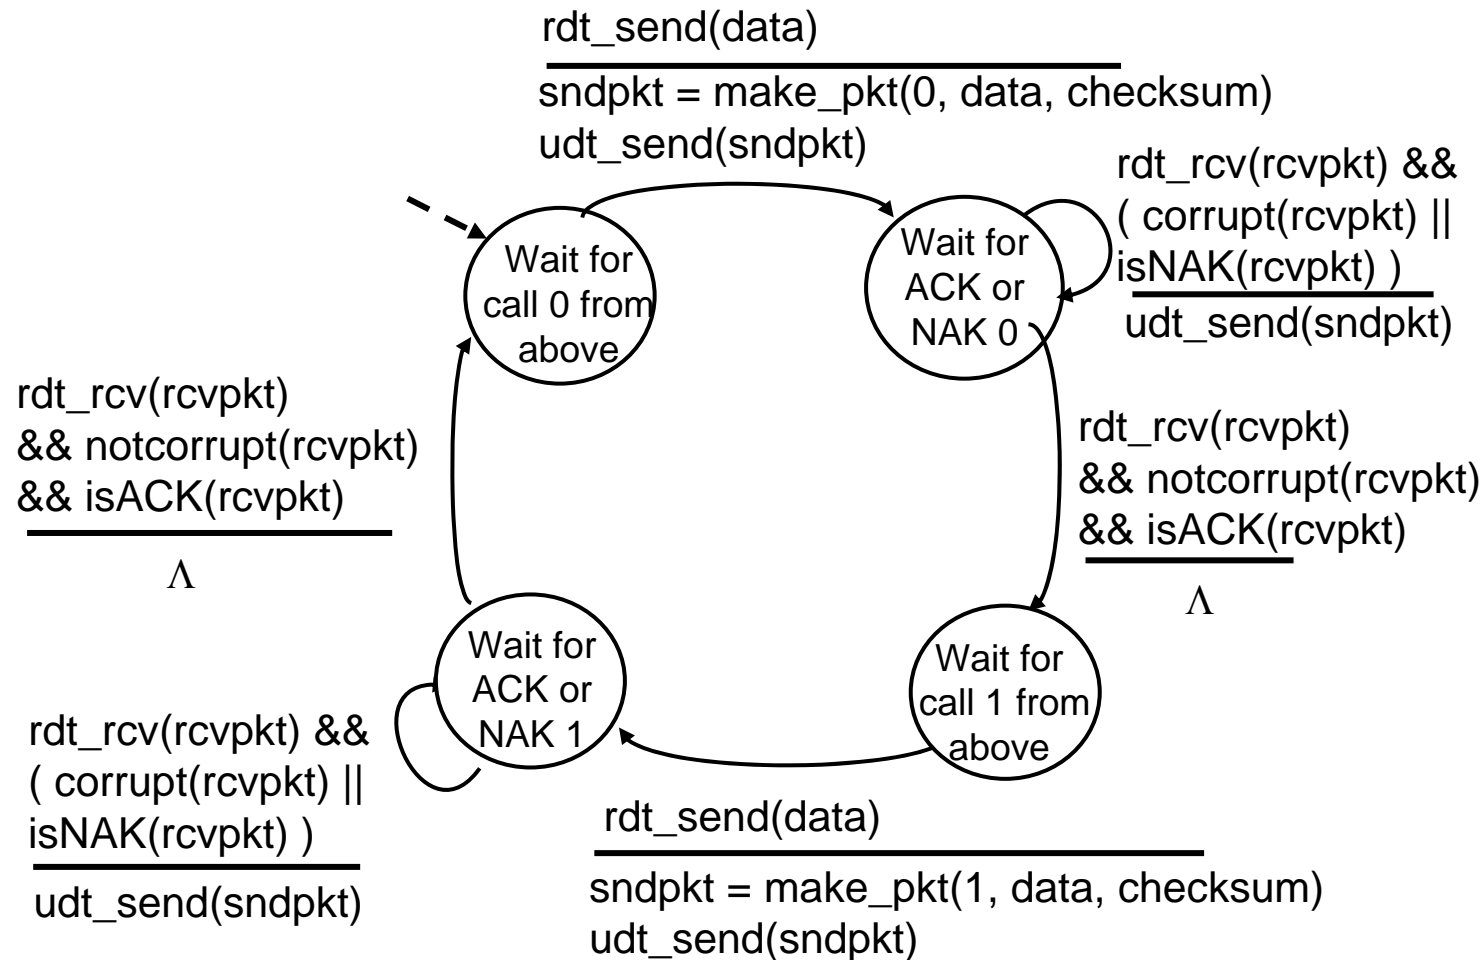 rdt_send(data)
sndpkt = make_pkt(0, data, checksum)
udt_send(sndpkt)
rdt_rcv(rcvpkt) &&
( corrupt(rcvpkt) ||
isNAK(rcvpkt) )
udt_send(sndpkt)
Wait for
call 0 from
above
Wait for
ACK or
NAK 0
rdt_rcv(rcvpkt)
&& notcorrupt(rcvpkt)
&& isACK(rcvpkt)
Λ
rdt_rcv(rcvpkt)
&& notcorrupt(rcvpkt)
&& isACK(rcvpkt)
Λ
Wait for
ACK or
NAK 1
Wait for
call 1 from
above
rdt_rcv(rcvpkt) &&
( corrupt(rcvpkt) ||
isNAK(rcvpkt) )
udt_send(sndpkt)
rdt_send(data)
sndpkt = make_pkt(1, data, checksum)
udt_send(sndpkt)